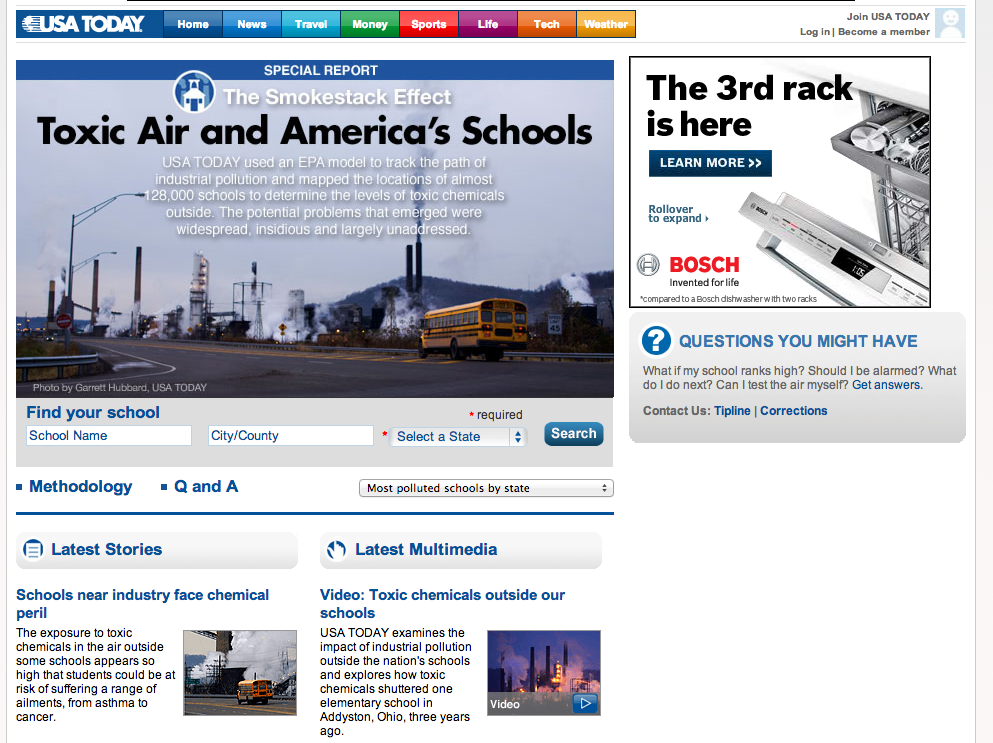 USA TODAY. Home News Travel Money Sports Life Tech Weather
Join USA TODAY
Log in | Become a member
SPECIAL REPORT
The Smokestack Effect
Toxic Air and America's Schools
USA TODAY used an EPA model to track the path of
industrial pollution and mapped the locations of almost
128,000 schools to determine the levels of toxic chemicals
outside. The potential problems that emerged were
widespread, insidious and largely unaddressed.
SPEED
LIMIT
45
Photo by Garrett Hubbard, USA TODAY
The 3rd rack
is here
LEARN MORE >>
Rollover
to expand
BOSCH
1:05
BOSCH
Invented for life
*compared to a Bosch dishwasher with two racks
? QUESTIONS YOU MIGHT HAVE
What if my school ranks high? Should I be alarmed? What
do I do next? Can I test the air myself? Get answers.
Contact Us: Tipline | Corrections
Find your school
* required
School Name City/County * Select a State Search
Methodology Q and A Most polluted schools by state
Latest Stories
Schools near industry face chemical
peril
The exposure to toxic
chemicals in the air outside
some schools appears so
high that students could be at
risk of suffering a range of
ailments, from asthma to
cancer.
Latest Multimedia
Video: Toxic chemicals outside our
schools
USA TODAY examines the
impact of industrial pollution
outside the nation's schools
and explores how toxic
chemicals shuttered one
elementary school in
Addyston, Ohio, three years
ago.
Video